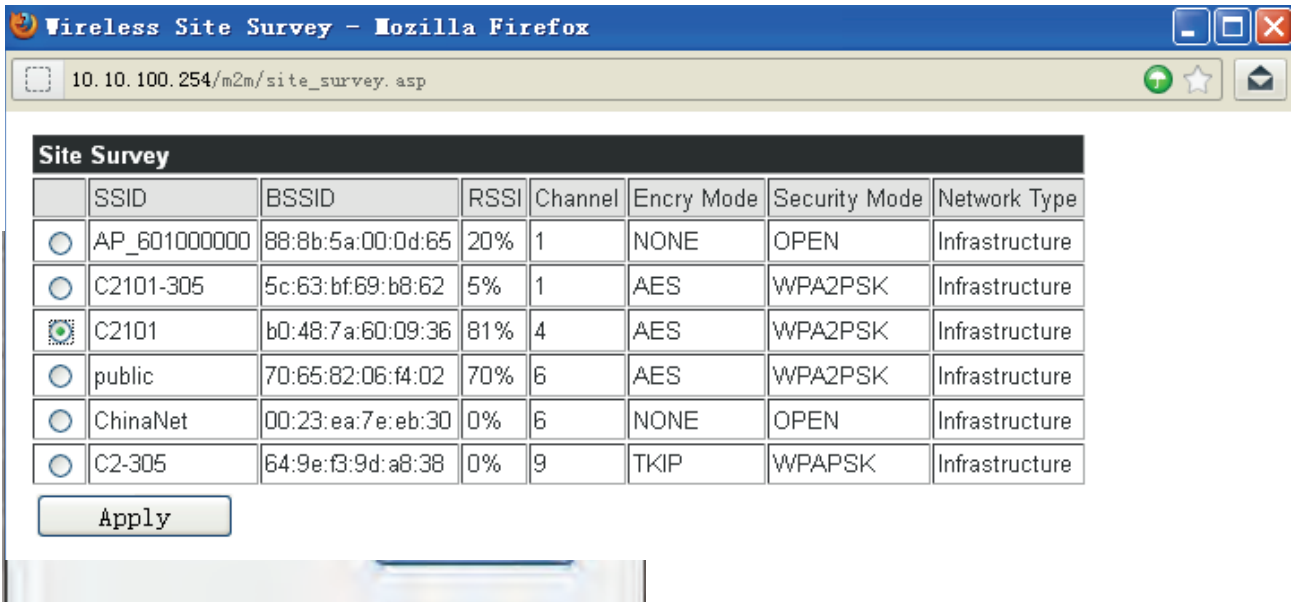 Wireless Site Survey - Mozilla Firefox
10.10.100.254/m2m/site_survey.asp
Site Survey
SSID BSSID RSSI Channel Encry Mode Security Mode Network Type
AP_601000000 88:8b:5a:00:0d:65 20% 1 NONE OPEN Infrastructure
C2101-305 5c:63:bf:69:b8:62 5% 1 AES WPA2PSK Infrastructure
C2101 b0:48:7a:60:09:36 81% 4 AES WPA2PSK Infrastructure
public 70:65:82:06:f4:02 70% 6 AES WPA2PSK Infrastructure
ChinaNet 00:23:ea:7e:eb:30 0% 6 NONE OPEN Infrastructure
C2-305 64:9e:f3:9d:a8:38 0% 9 TKIP WPAPSK Infrastructure
Apply